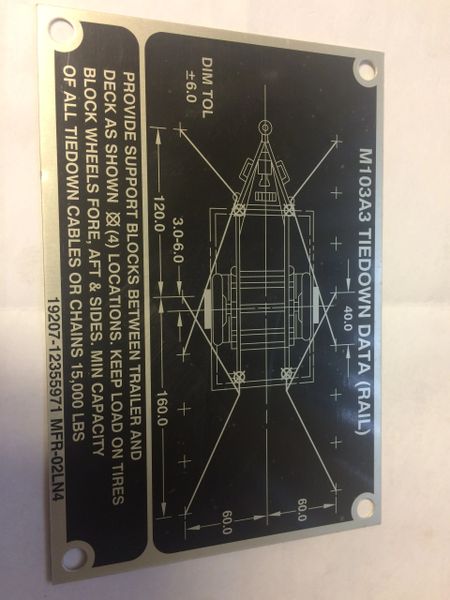 M103A3 TIEDOWN DATA (RAIL)
40.0
DIM TOL
±6.0
60.0
60.0
3.0-6.0
120.0
160.0
PROVIDE SUPPORT BLOCKS BETWEEN TRAILER AND
DECK AS SHOWN ⊠(4) LOCATIONS. KEEP LOAD ON TIRES
BLOCK WHEELS FORE, AFT & SIDES. MIN CAPACITY
OF ALL TIEDOWN CABLES OR CHAINS 15,000 LBS
19207-12355971 MFR-02LN4